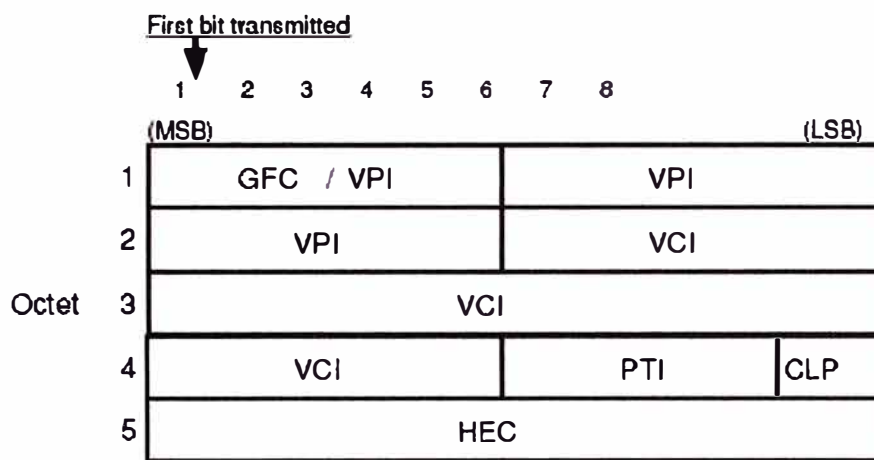 First bit transmitted
1 2 3 4 5 6 7 8
(MSB) (LSB)
1 GFC / VPI VPI
2 VPI VCI
Octet 3 VCI
4 VCI PTI CLP
5 HEC